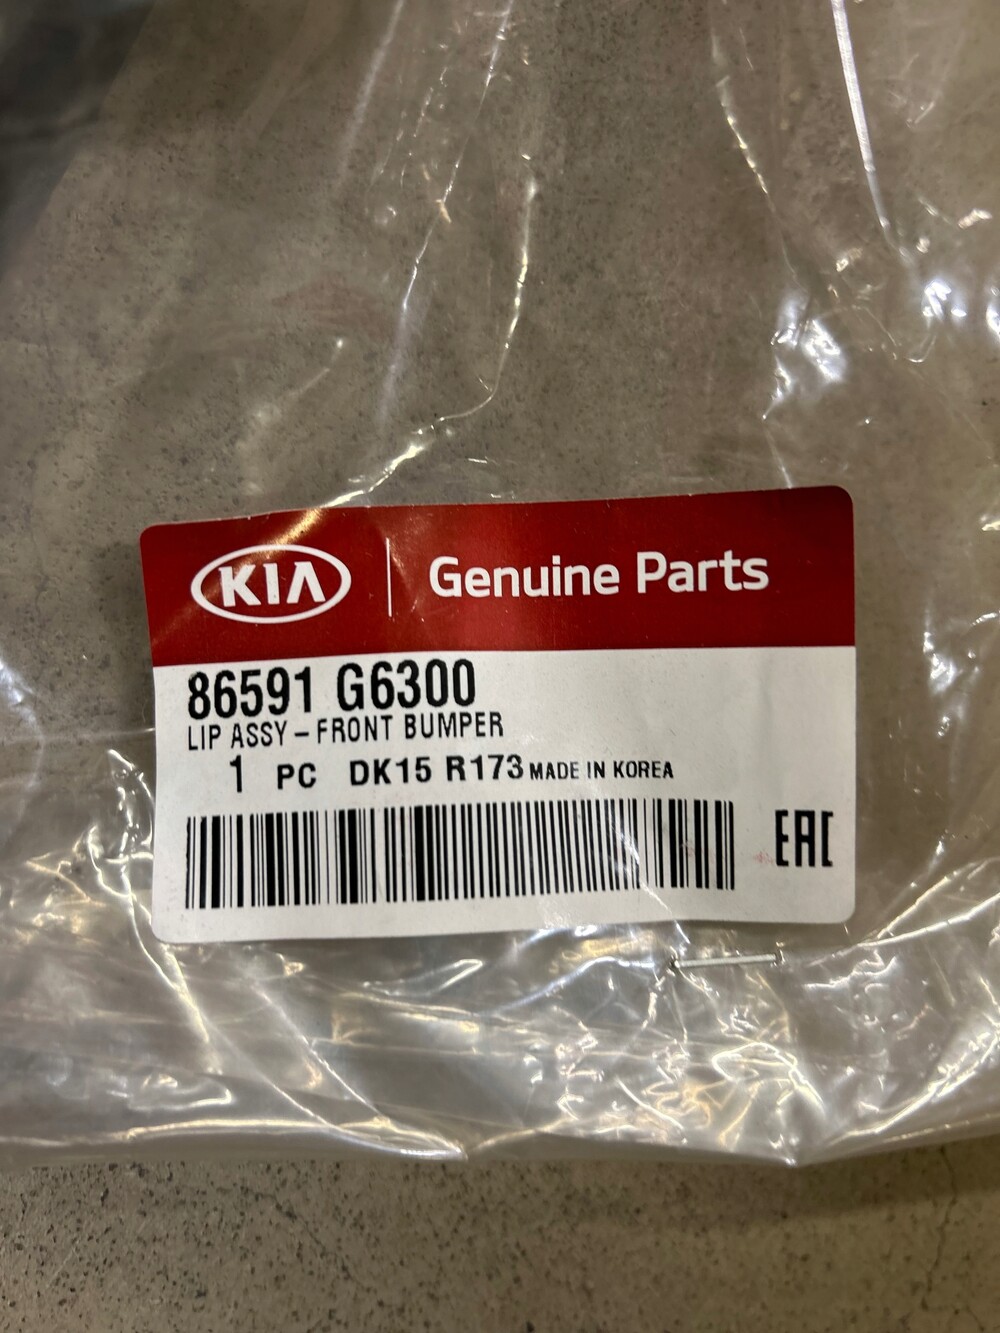 KIA Genuine Parts
86591 G6300
LIP ASSY – FRONT BUMPER
1 PC DK15 R173 MADE IN KOREA
EAC